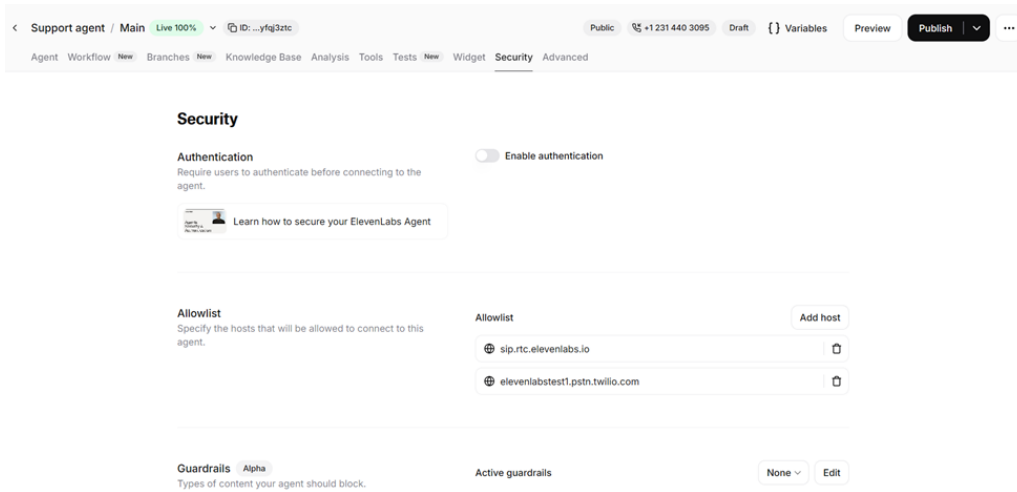 Support agent / Main Live 100% ID: ...yfqj3ztc Public +1 231 440 3095 Draft { } Variables Preview Publish
Agent Workflow New Branches New Knowledge Base Analysis Tools Tests New Widget Security Advanced
Security
Authentication
Require users to authenticate before connecting to the
agent.
Enable authentication
Learn how to secure your ElevenLabs Agent
Allowlist
Specify the hosts that will be allowed to connect to this
agent.
Allowlist Add host
sip.rtc.elevenlabs.io
elevenlabstest1.pstn.twilio.com
Guardrails Alpha
Types of content your agent should block.
Active guardrails None Edit